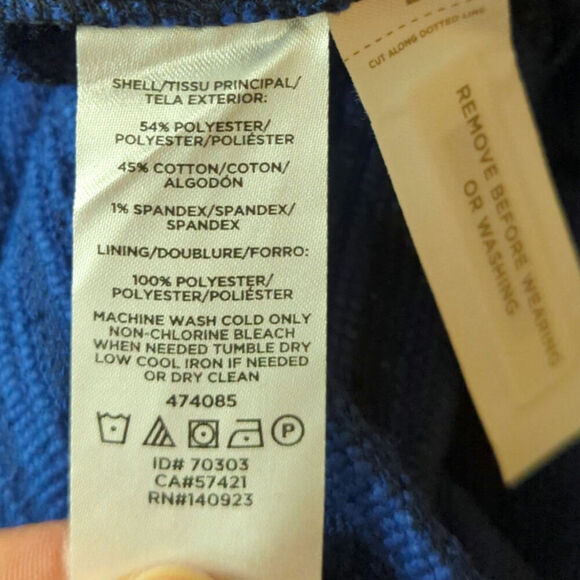 SHELL/TISSU PRINCIPAL/
TELA EXTERIOR:
54% POLYESTER/
POLYESTER/POLIÉSTER
45% COTTON/COTON/
ALGODÓN
1% SPANDEX/SPANDEX/
SPANDEX
LINING/DOUBLURE/FORRO:
100% POLYESTER/
POLYESTER/POLIÉSTER
MACHINE WASH COLD ONLY
NON-CHLORINE BLEACH
WHEN NEEDED TUMBLE DRY
LOW COOL IRON IF NEEDED
OR DRY CLEAN
474085
P
ID# 70303
CA#57421
RN#140923
CUT ALONG DOTTED LINE
REMOVE BEFORE WEARING
OR WASHING